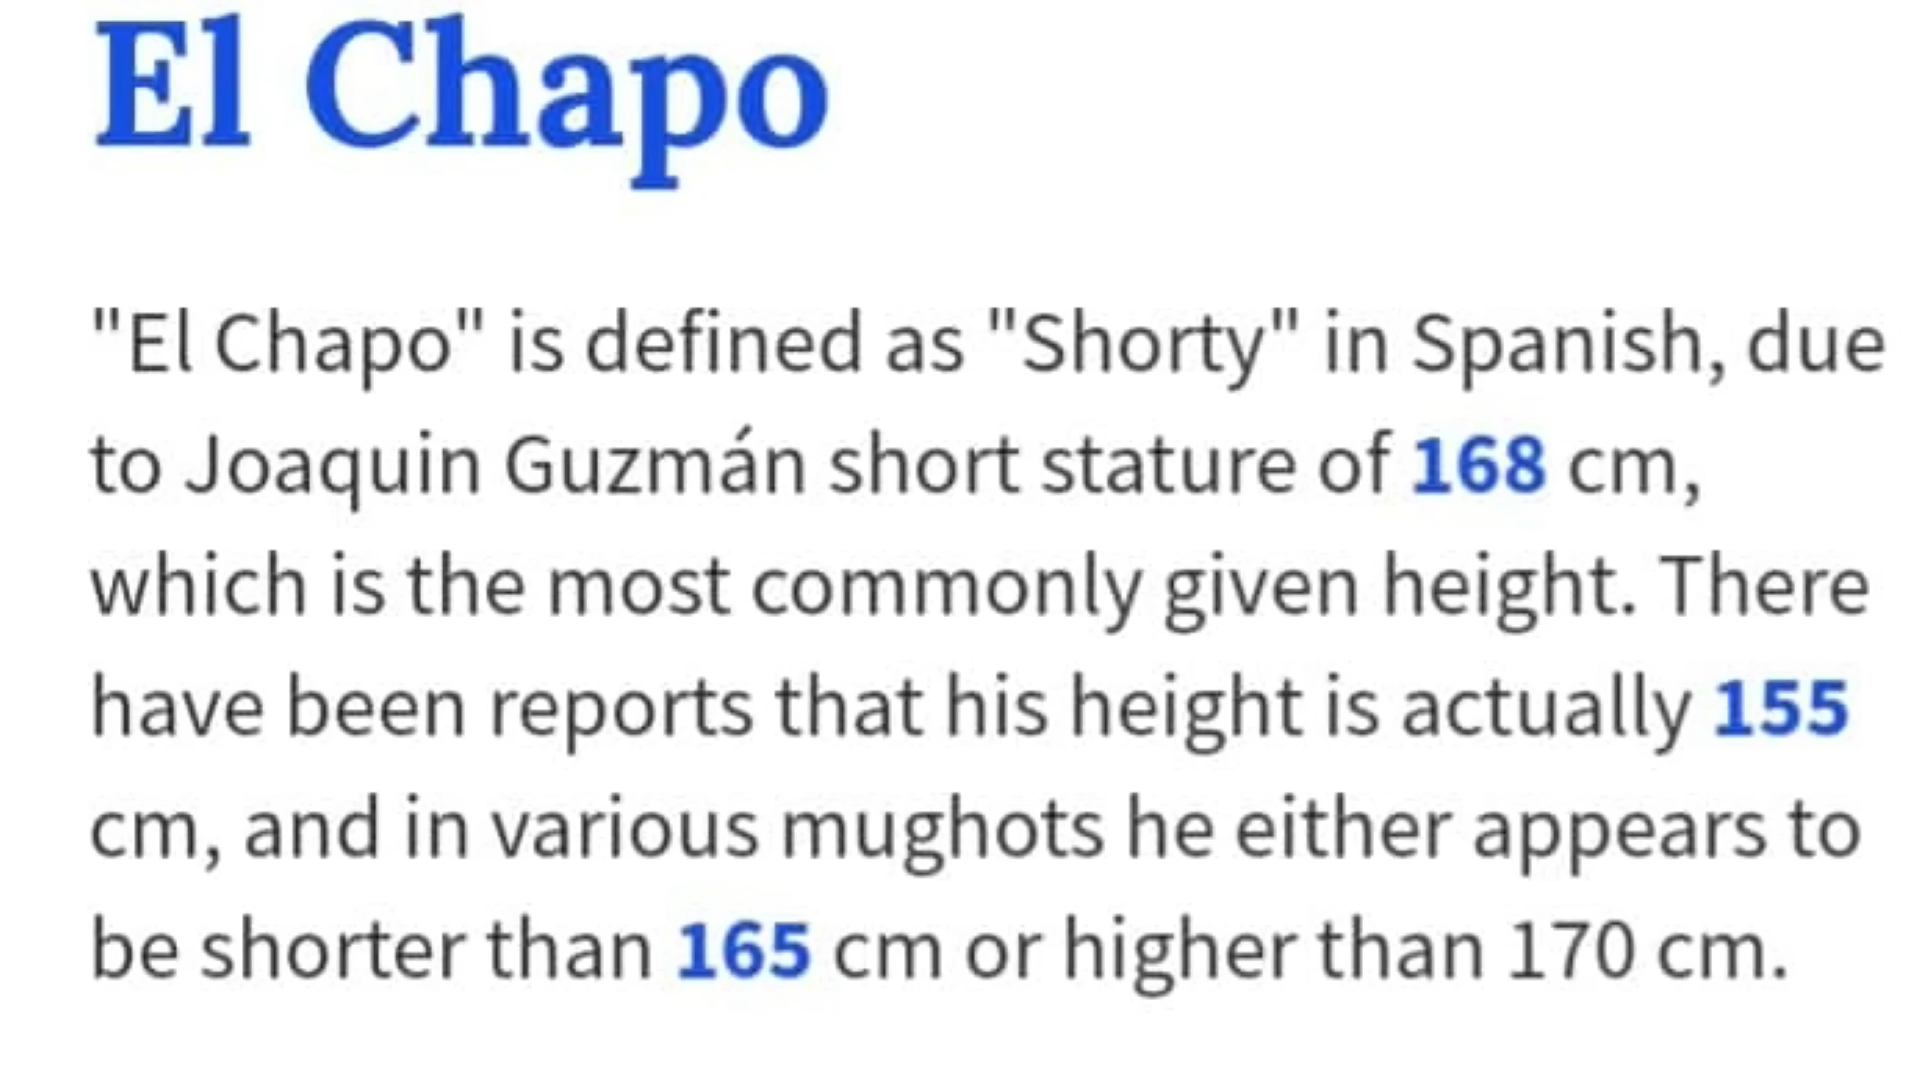 El Chapo
"El Chapo" is defined as "Shorty" in Spanish, due
to Joaquin Guzmán short stature of 168 cm,
which is the most commonly given height. There
have been reports that his height is actually 155
cm, and in various mughots he either appears to
be shorter than 165 cm or higher than 170 cm.